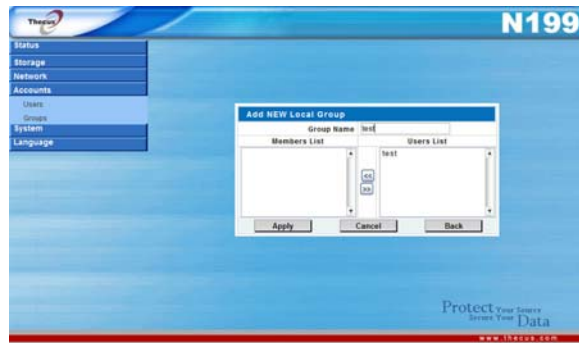 Thecus
N199
Status
Storage
Network
Accounts
Users
Groups
System
Language
Add NEW Local Group
Group Name test
Members List Users List
test
<<
>>
Apply Cancel Back
Protect Your Source
Secure Your Data
www.thecus.com